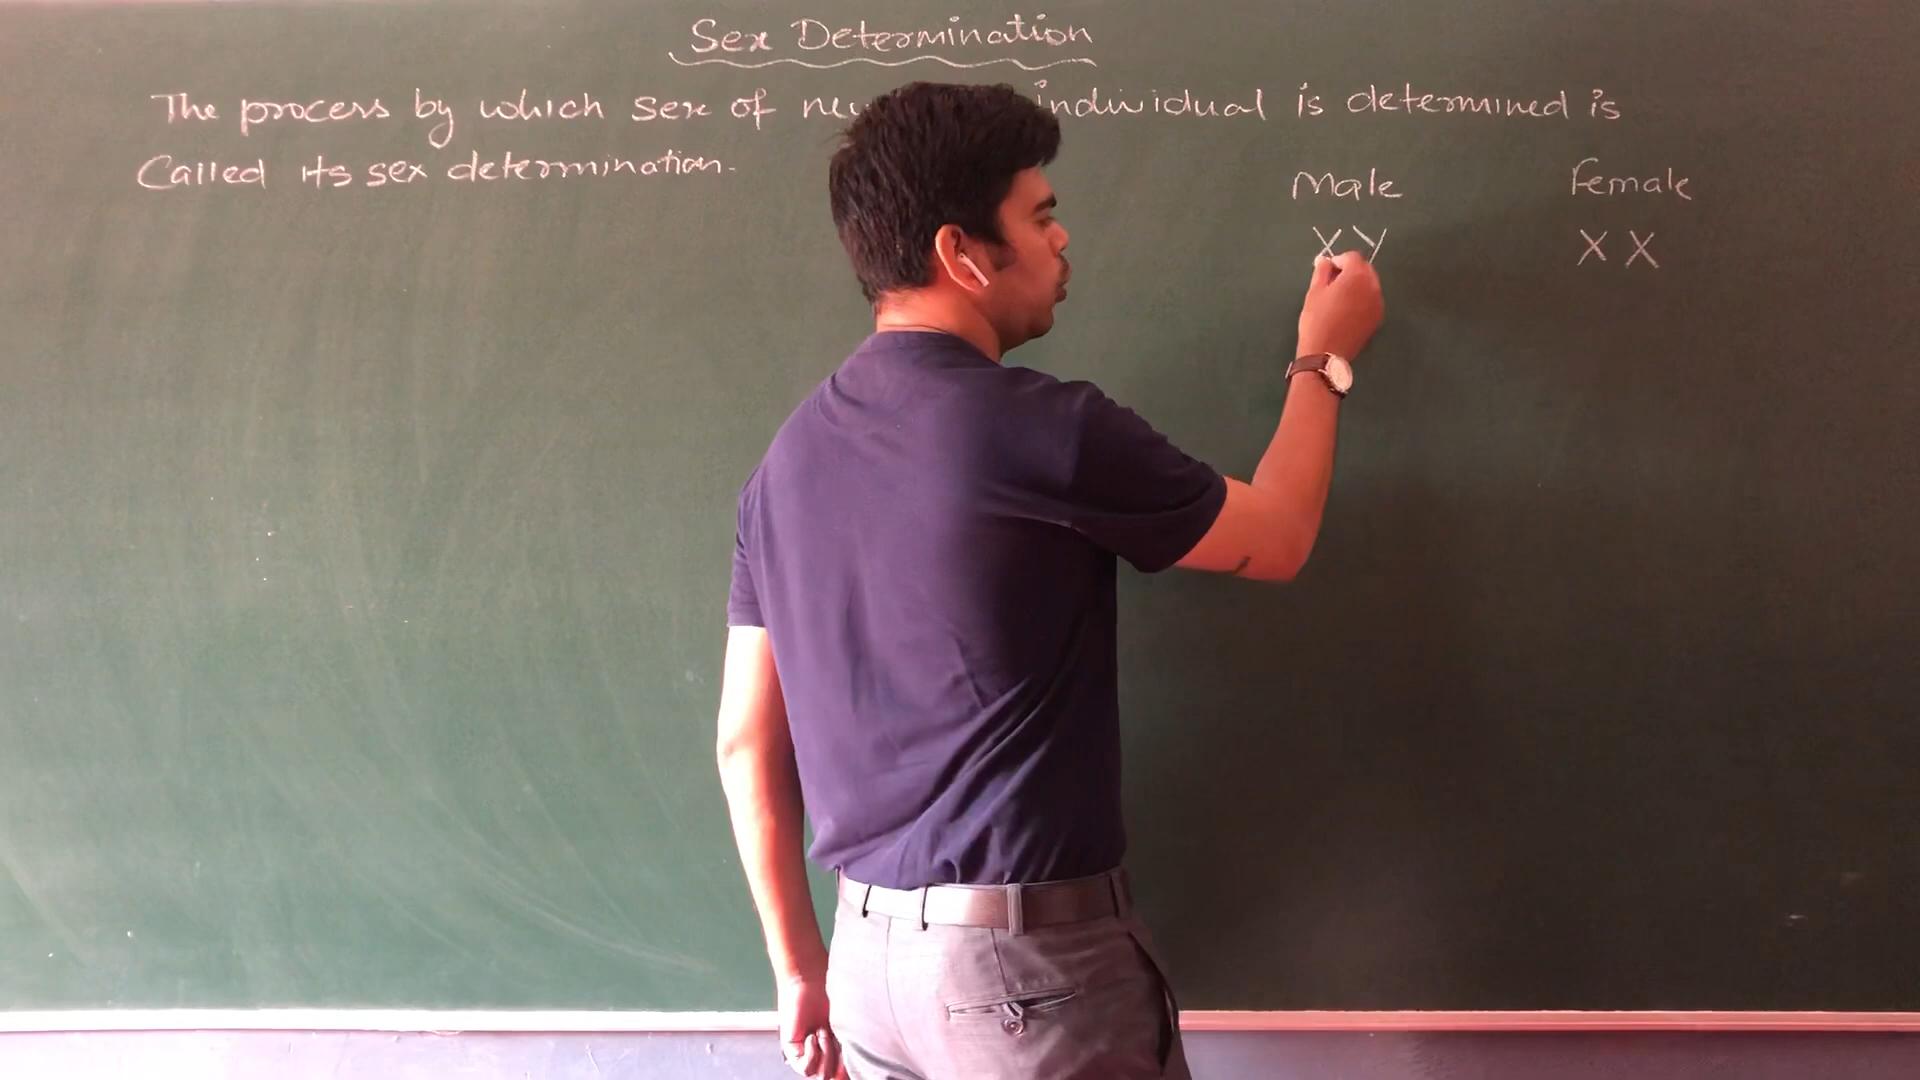 Sex Determination
The process by which sex of individual is determined is
Called its sex determination.
Male Female
XY XX